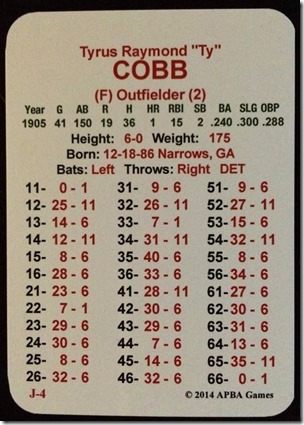 Tyrus Raymond "Ty"
COBB
(F) Outfielder (2)
Year G AB R H HR RBI SB BA SLG OBP
1905 41 150 19 36 1 15 2 .240 .300 .288
Height: 6-0 Weight: 175
Born: 12-18-86 Narrows, GA
Bats: Left Throws: Right DET
11- 0 - 1 31- 9 - 6 51- 9 - 6
12- 25 - 11 32- 26 - 11 52- 27 - 11
13- 14 - 6 33- 7 - 1 53- 15 - 6
14- 12 - 11 34- 31 - 11 54- 32 - 11
15- 8 - 6 35- 40 - 6 55- 8 - 6
16- 28 - 6 36- 33 - 6 56- 34 - 6
21- 23 - 6 41- 28 - 11 61- 27 - 6
22- 7 - 1 42- 30 - 6 62- 30 - 6
23- 29 - 6 43- 29 - 6 63- 31 - 6
24- 30 - 6 44- 8 - 6 64- 13 - 6
25- 8 - 6 45- 14 - 6 65- 35 - 11
26- 32 - 6 46- 32 - 6 66- 0 - 1
J-4 © 2014 APBA Games